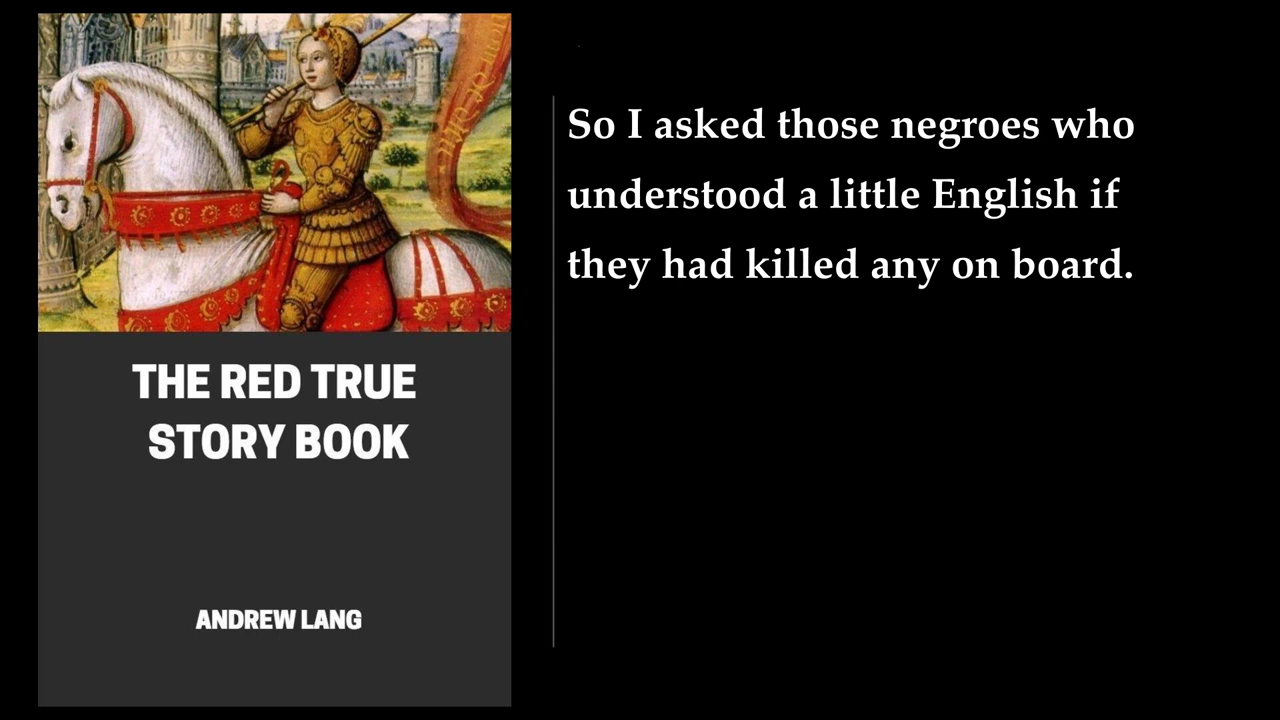 So I asked those negroes who
understood a little English if
they had killed any on board.
THE RED TRUE
STORY BOOK
ANDREW LANG